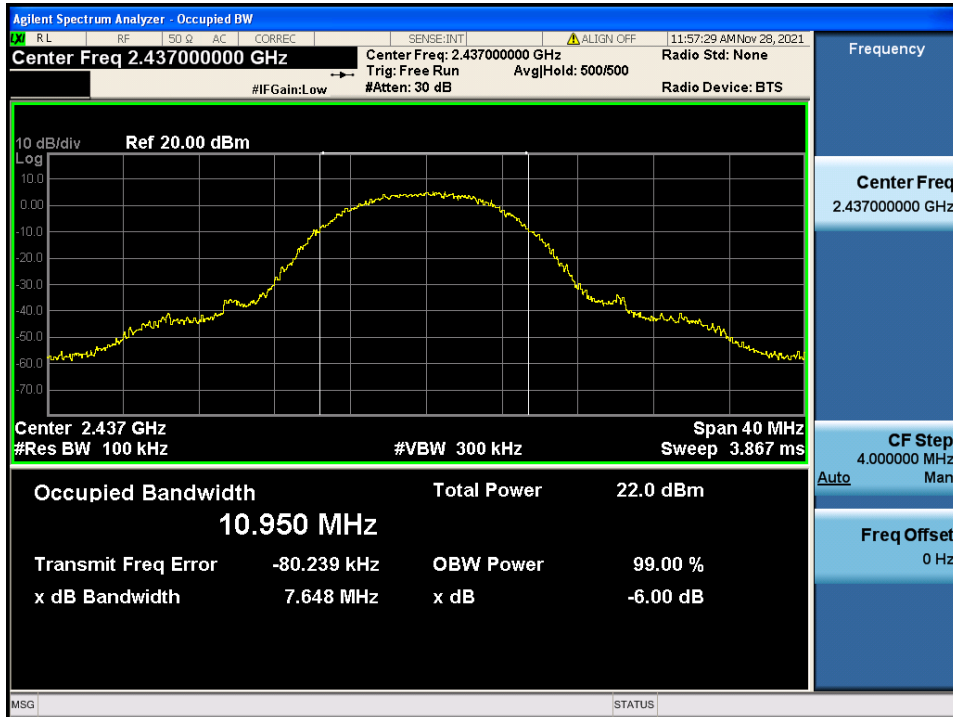 Agilent Spectrum Analyzer - Occupied BW
LXI RL RF 50 Ω AC CORREC SENSE:INT ALIGN OFF 11:57:29 AM Nov 28, 2021
Center Freq 2.437000000 GHz
Center Freq: 2.437000000 GHz Radio Std: None
Trig: Free Run Avg|Hold: 500/500
#IFGain:Low #Atten: 30 dB Radio Device: BTS
10 dB/div Ref 20.00 dBm
Log
10.0
0.00
-10.0
-20.0
-30.0
-40.0
-50.0
-60.0
-70.0
Center 2.437 GHz Span 40 MHz
#Res BW 100 kHz #VBW 300 kHz Sweep 3.867 ms
Occupied Bandwidth Total Power 22.0 dBm
10.950 MHz
Transmit Freq Error -80.239 kHz OBW Power 99.00 %
x dB Bandwidth 7.648 MHz x dB -6.00 dB
Frequency
Center Freq
2.437000000 GHz
CF Step
4.000000 MHz
Auto Man
Freq Offset
0 Hz
MSG STATUS